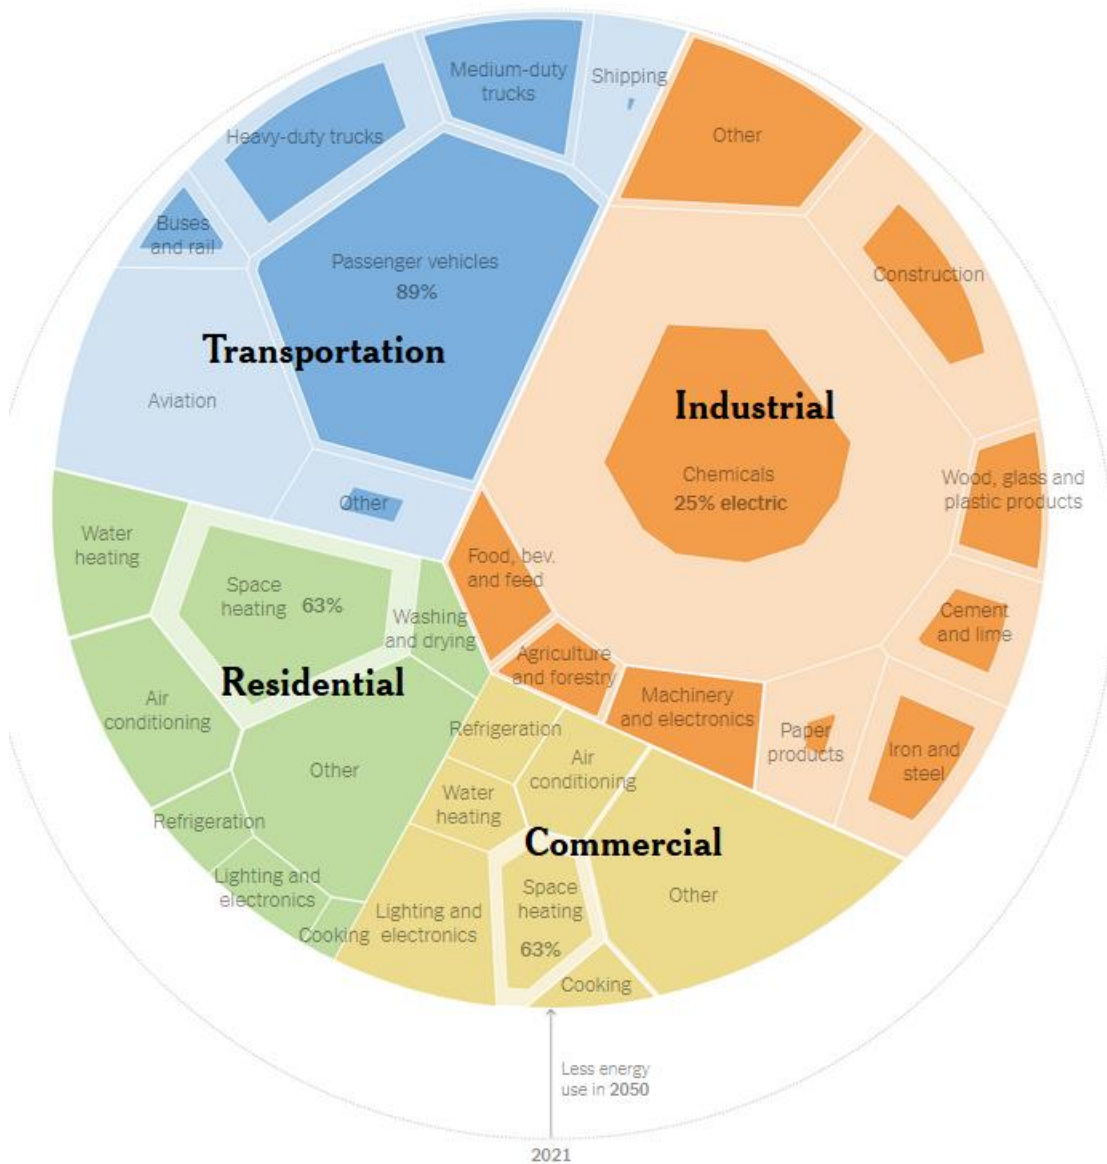 Medium-duty
trucks
Shipping
Other
Heavy-duty trucks
Buses
and rail
Passenger vehicles
89%
Construction
Transportation
Aviation
Industrial
Chemicals
25% electric
Wood, glass and
plastic products
Other
Water
heating
Food, bev.
and feed
Space
heating 63%
Washing
and drying
Cement
and lime
Agriculture
and forestry
Residential
Machinery
and electronics
Air
conditioning
Refrigeration
Paper
products
Iron and
steel
Other
Air
conditioning
Water
heating
Refrigeration
Commercial
Lighting and
electronics
Space
heating
63%
Other
Lighting and
electronics
Cooking
Cooking
Less energy
use in 2050
2021